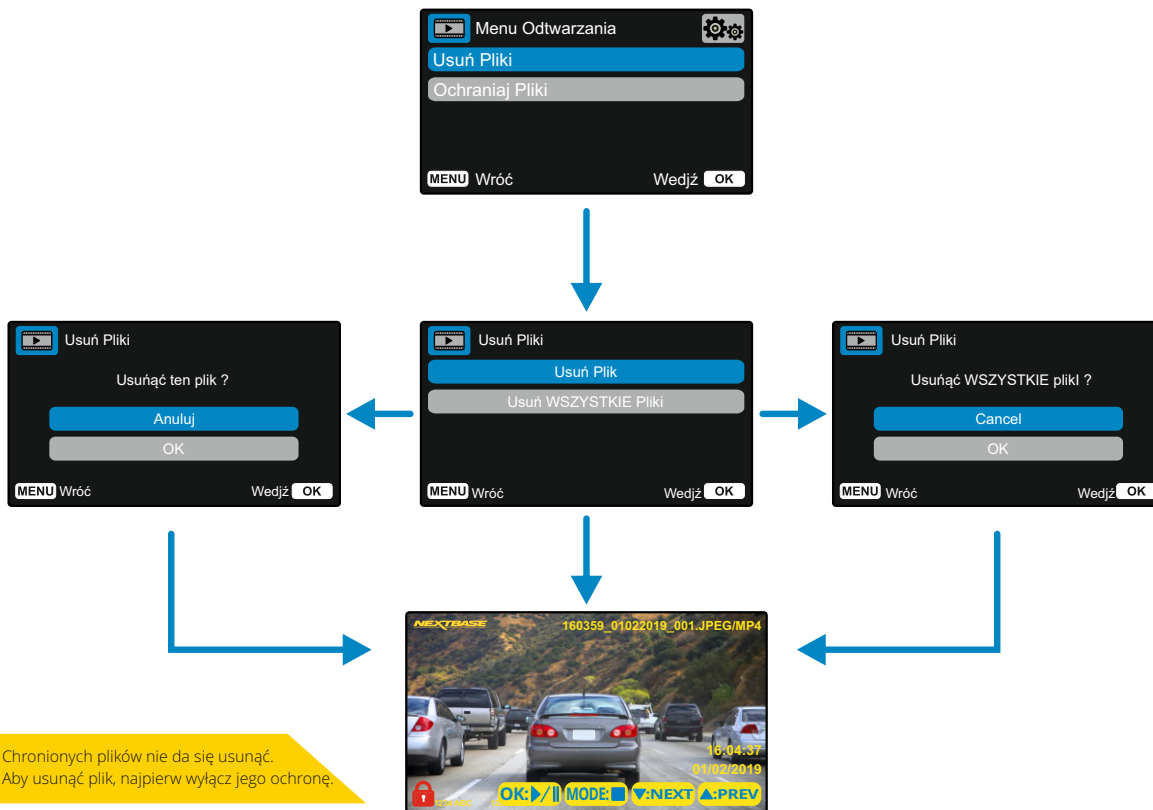 Menu Odtwarzania
Usuń Pliki
Ochraniaj Pliki
MENU Wróć Wedjź OK
Usuń Pliki
Usuńąć ten plik ?
Anuluj
OK
MENU Wróć Wedjź OK
Usuń Pliki
Usuń Plik
Usuń WSZYSTKIE Pliki
MENU Wróć Wedjź OK
Usuń Pliki
Usuńąć WSZYSTKIE plikI ?
Cancel
OK
MENU Wróć Wedjź OK
NEXTBASE 160359_01022019_001.JPEG/MP4
16:04:37
01/02/2019
OK: MODE: ▼:NEXT ▲:PREV
Chronionych plików nie da się usunąć.
Aby usunąć plik, najpierw wyłącz jego ochronę.